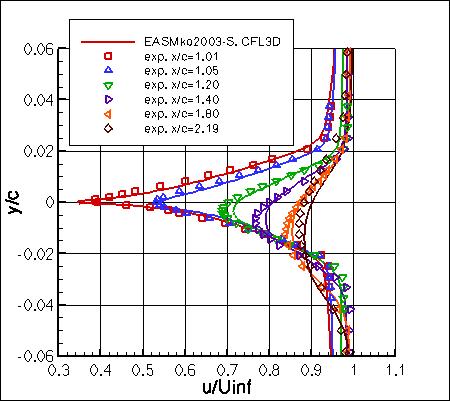 EASMko2003-S, CFL3D
exp. x/c=1.01
exp. x/c=1.05
exp. x/c=1.20
exp. x/c=1.40
exp. x/c=1.80
exp. x/c=2.19
0.06
0.04
0.02
0
-0.02
-0.04
-0.06
y/c
0.3 0.4 0.5 0.6 0.7 0.8 0.9 1 1.1
u/Uinf